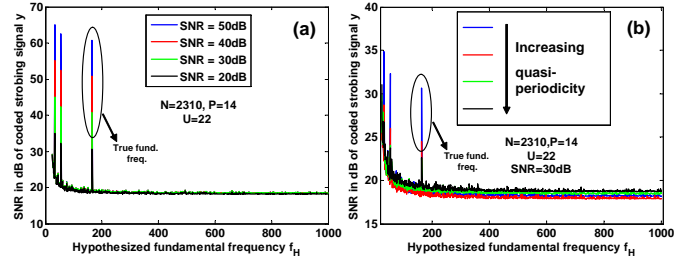 (a)
SNR in dB of coded strobing signal y
70
60
50
40
30
20
10
SNR = 50dB
SNR = 40dB
SNR = 30dB
SNR = 20dB
N=2310, P=14
U=22
True fund.
freq.
0
200
400
600
800
1000
Hypothesized fundamental frequency f_H
(b)
SNR in dB of coded strobing signal y
40
35
30
25
20
15
Increasing
quasi-
periodicity
True fund.
freq.
N=2310,P=14
U=22
SNR=30dB
200
400
600
800
1000
Hypothesized fundamental frequency f_H